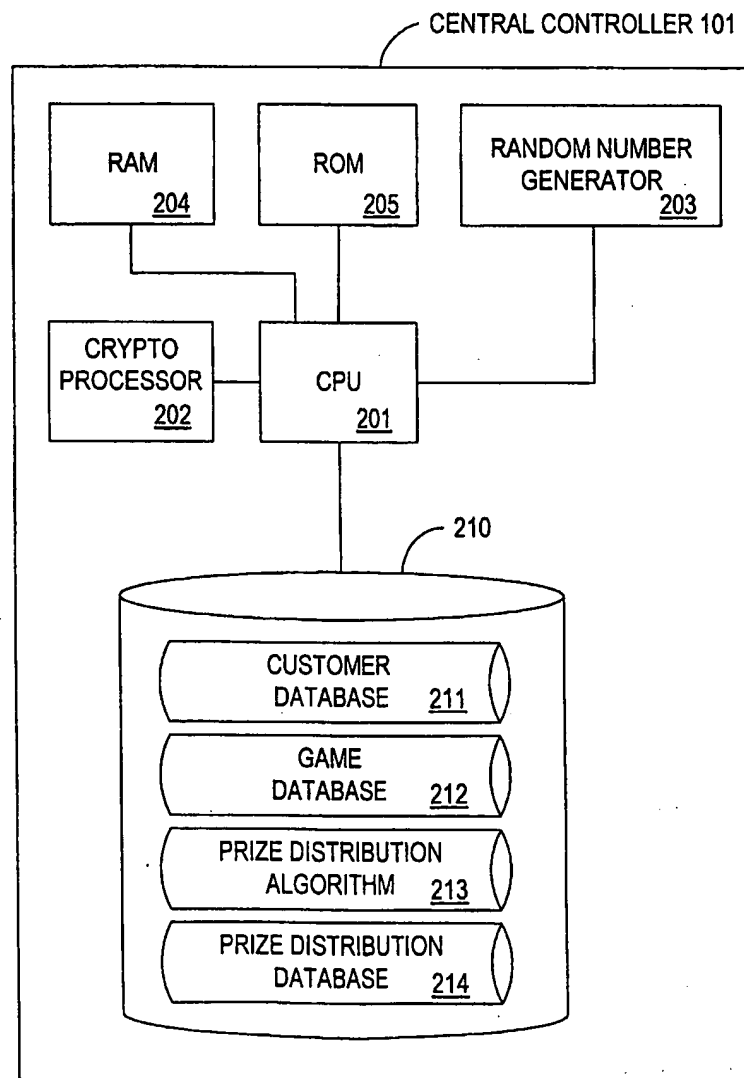 CENTRAL CONTROLLER 101
RAM
204
ROM
205
RANDOM NUMBER
GENERATOR
203
CRYPTO
PROCESSOR
202
CPU
201
210
CUSTOMER
DATABASE 211
GAME
DATABASE 212
PRIZE DISTRIBUTION
ALGORITHM 213
PRIZE DISTRIBUTION
DATABASE 214